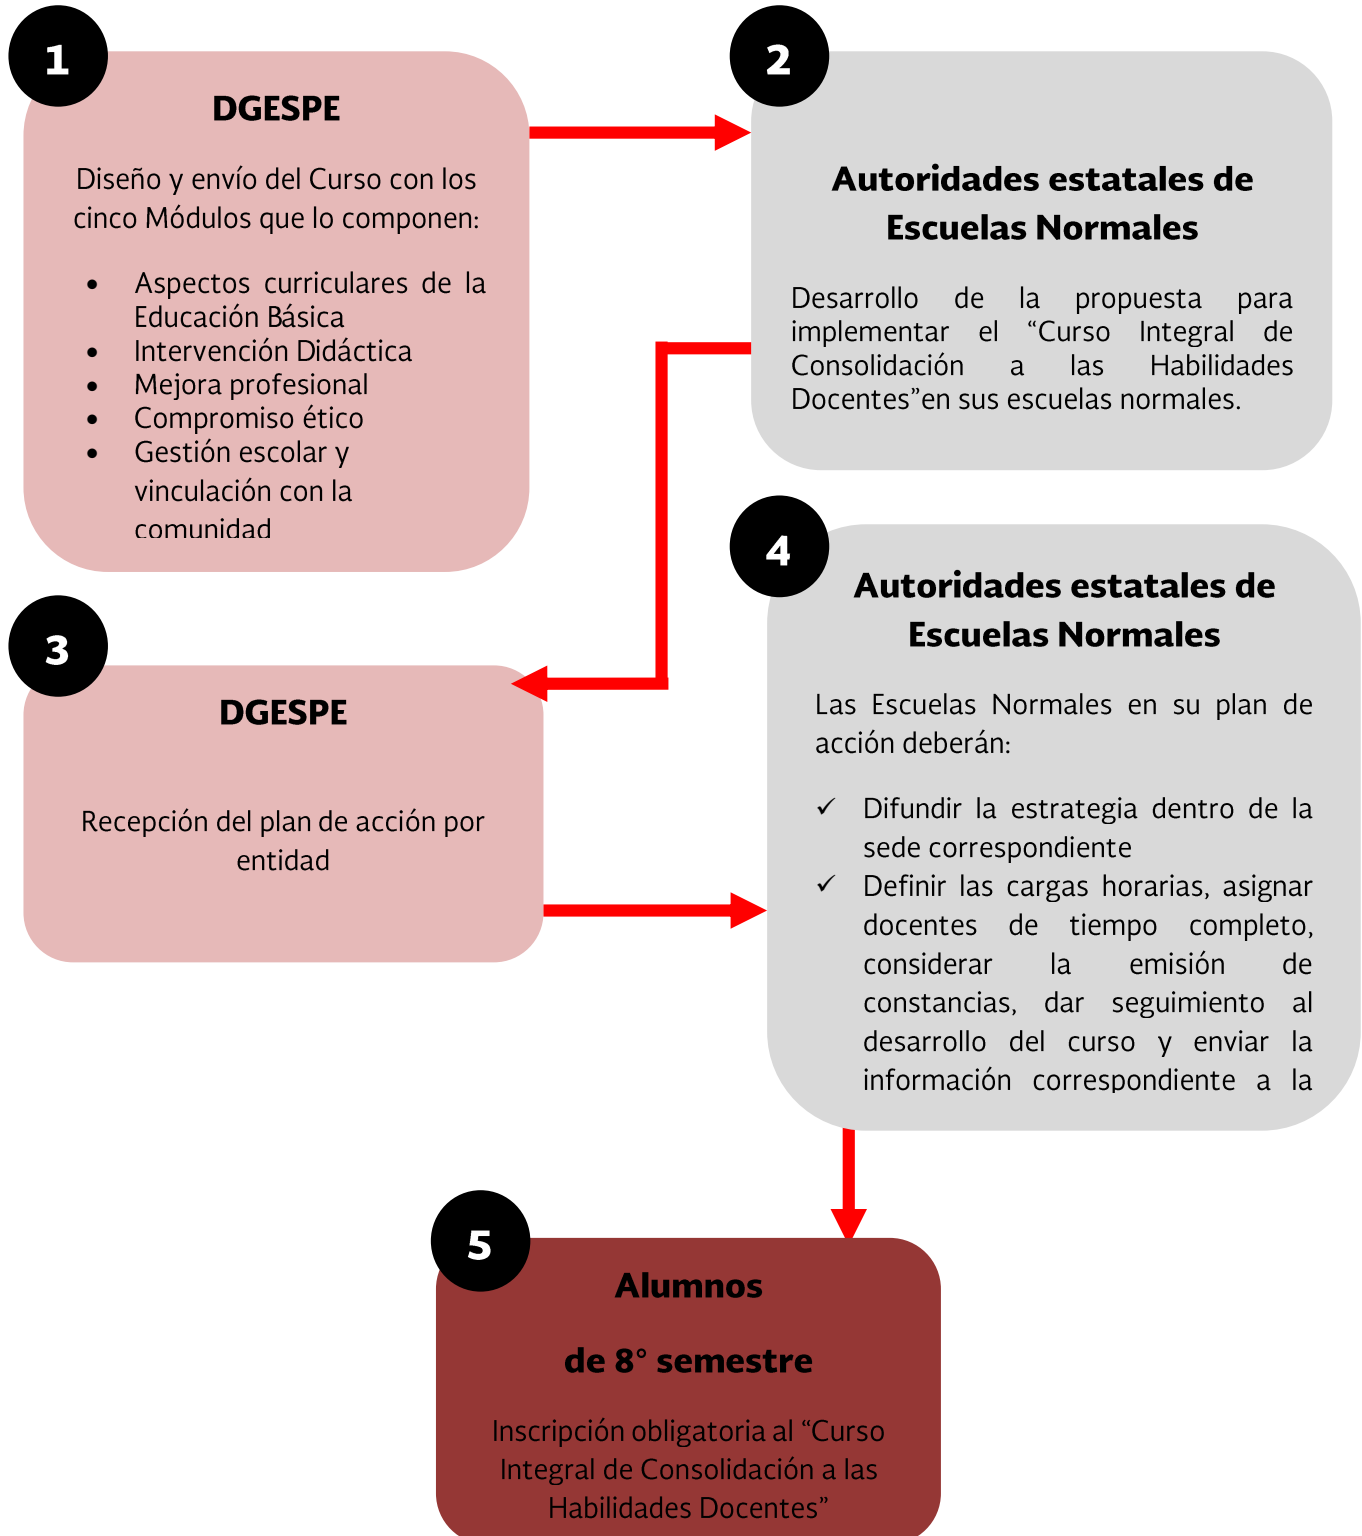 1
DGESPE
Diseño y envío del Curso con los
cinco Módulos que lo componen:
• Aspectos curriculares de la
Educación Básica
• Intervención Didáctica
• Mejora profesional
• Compromiso ético
• Gestión escolar y
vinculación con la
comunidad
2
Autoridades estatales de
Escuelas Normales
Desarrollo de la propuesta para
implementar el “Curso Integral de
Consolidación a las Habilidades
Docentes”en sus escuelas normales.
3
DGESPE
Recepción del plan de acción por
entidad
4
Autoridades estatales de
Escuelas Normales
Las Escuelas Normales en su plan de
acción deberán:
✓ Difundir la estrategia dentro de la
sede correspondiente
✓ Definir las cargas horarias, asignar
docentes de tiempo completo,
considerar la emisión de
constancias, dar seguimiento al
desarrollo del curso y enviar la
información correspondiente a la
5
Alumnos
de 8° semestre
Inscripción obligatoria al “Curso
Integral de Consolidación a las
Habilidades Docentes”